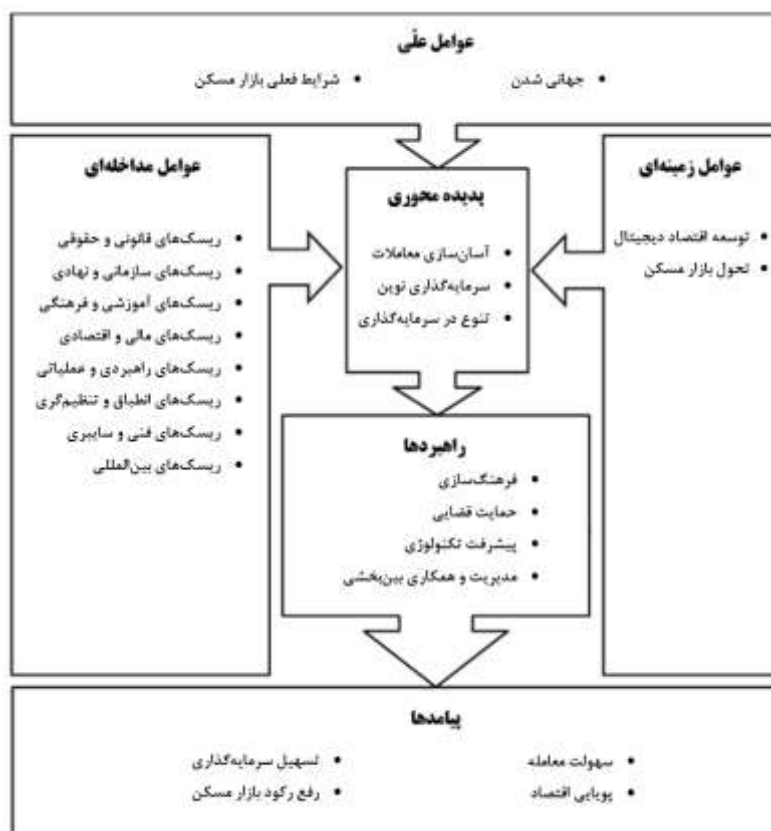 عوامل علّی
جهانی شدن
شرایط فعلی بازار مسکن
عوامل زمینه‌ای
توسعه اقتصاد دیجیتال
تحول بازار مسکن
پدیده محوری
آسان‌سازی معاملات
سرمایه‌گذاری نوین
تنوع در سرمایه‌گذاری
عوامل مداخله‌ای
ریسک‌های قانونی و حقوقی
ریسک‌های سازمانی و نهادی
ریسک‌های آموزشی و فرهنگی
ریسک‌های مالی و اقتصادی
ریسک‌های راهبردی و عملیاتی
ریسک‌های انطباق و تنظیم‌گری
ریسک‌های فنی و سایبری
ریسک‌های بین‌المللی
راهبردها
فرهنگ‌سازی
حمایت قضایی
پیشرفت تکنولوژی
مدیریت و همکاری بین‌بخشی
پیامدها
سهولت معامله
پویایی اقتصاد
تسهیل سرمایه‌گذاری
رفع رکود بازار مسکن